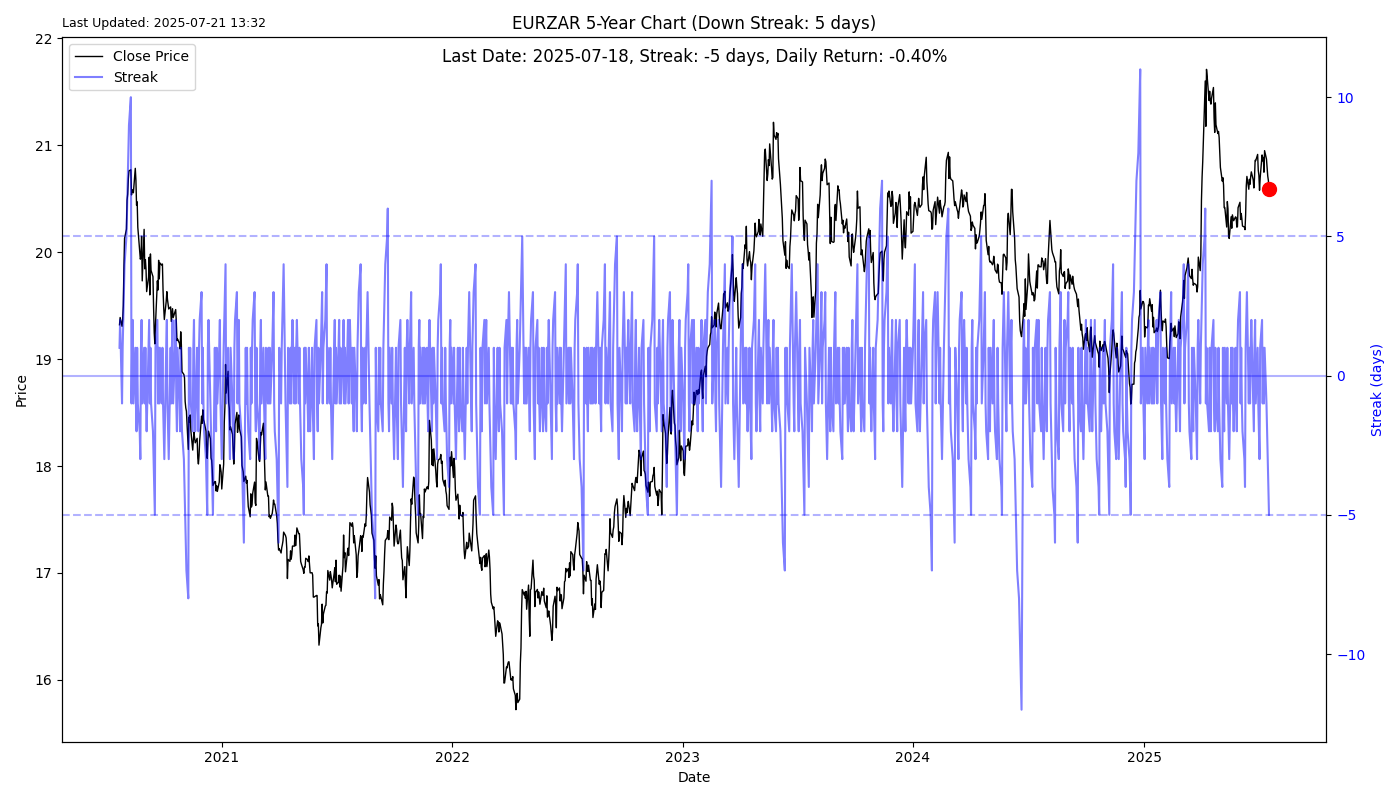 Last Updated: 2025-07-21 13:32
EURZAR 5-Year Chart (Down Streak: 5 days)
Last Date: 2025-07-18, Streak: -5 days, Daily Return: -0.40%
Close Price
Streak
22
21
20
19
18
17
16
Price
10
5
0
−5
−10
Streak (days)
2021
2022
2023
2024
2025
Date